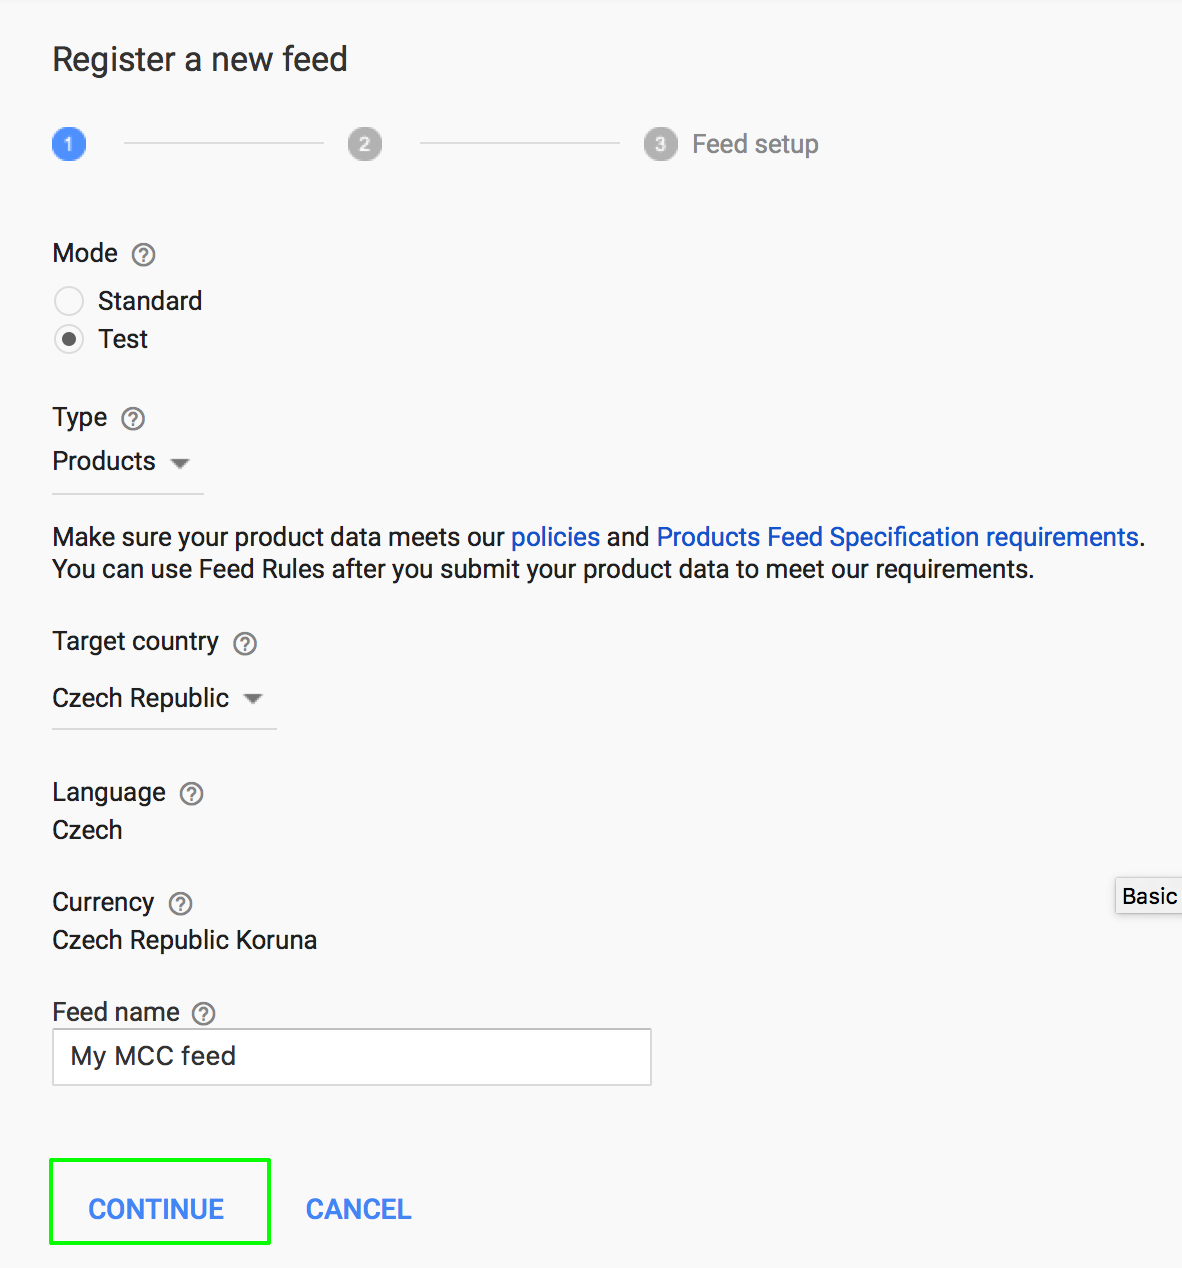 Register a new feed
1 2 3 Feed setup
Mode ?
Standard
Test
Type ?
Products
Make sure your product data meets our policies and Products Feed Specification requirements.
You can use Feed Rules after you submit your product data to meet our requirements.
Target country ?
Czech Republic
Language ?
Czech
Basic
Currency ?
Czech Republic Koruna
Feed name ?
My MCC feed
CONTINUE CANCEL